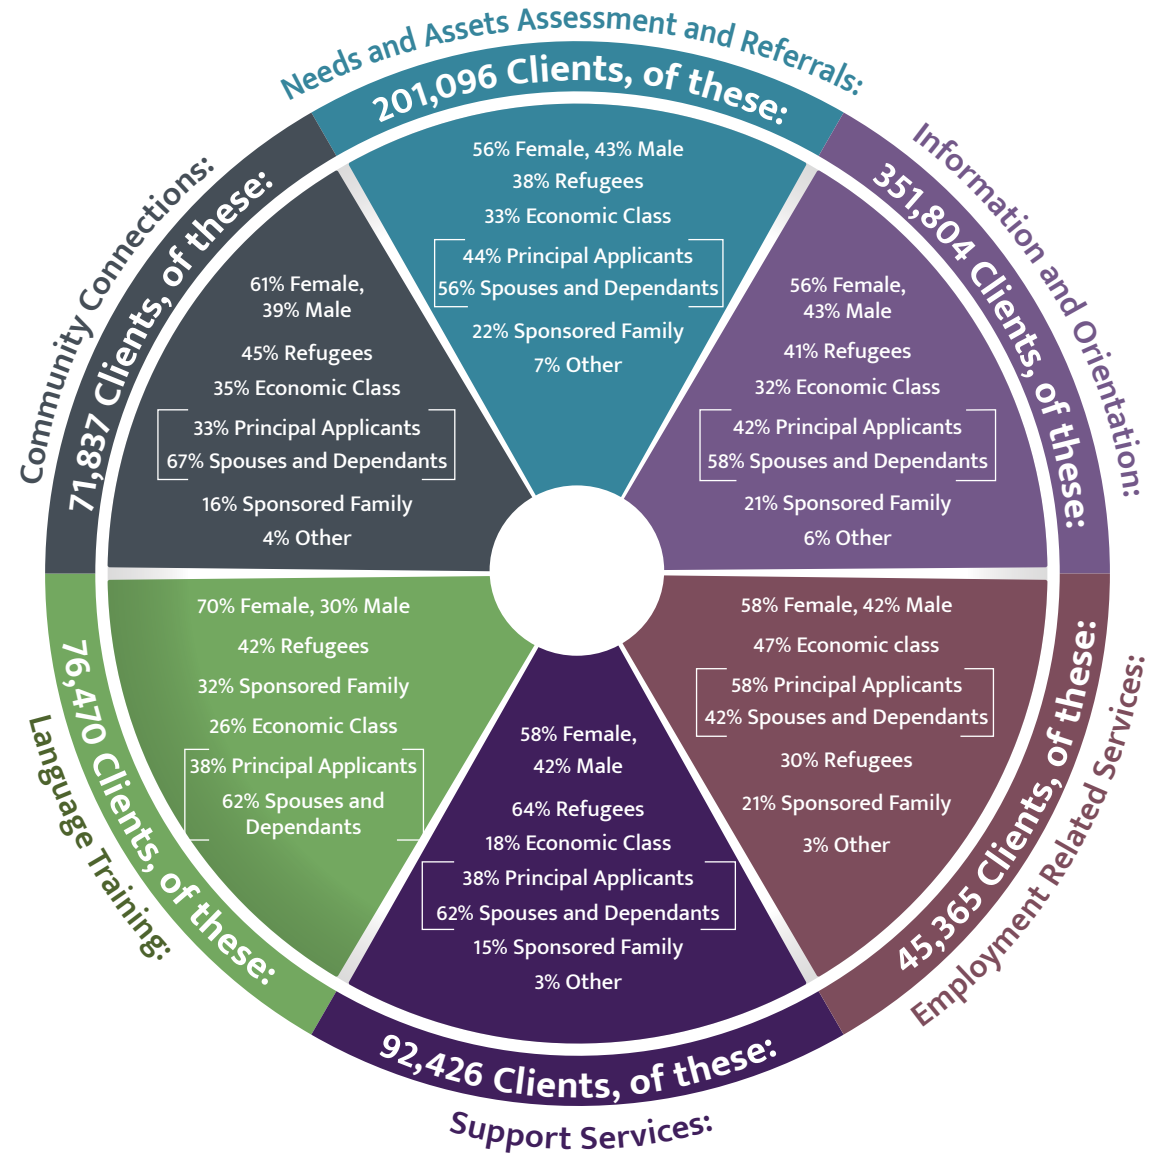 Needs and Assets Assessment and Referrals:
201,096 Clients, of these:
56% Female, 43% Male
38% Refugees
33% Economic Class
44% Principal Applicants
56% Spouses and Dependants
22% Sponsored Family
7% Other
Information and Orientation:
351,804 Clients, of these:
56% Female,
43% Male
41% Refugees
32% Economic Class
42% Principal Applicants
58% Spouses and Dependants
21% Sponsored Family
6% Other
Employment Related Services:
45,365 Clients, of these:
58% Female, 42% Male
47% Economic class
58% Principal Applicants
42% Spouses and Dependants
30% Refugees
21% Sponsored Family
3% Other
Support Services:
92,426 Clients, of these:
58% Female,
42% Male
64% Refugees
18% Economic Class
38% Principal Applicants
62% Spouses and Dependants
15% Sponsored Family
3% Other
Language Training:
76,470 Clients, of these:
70% Female, 30% Male
42% Refugees
32% Sponsored Family
26% Economic Class
38% Principal Applicants
62% Spouses and
Dependants
Community Connections:
71,837 Clients, of these:
61% Female,
39% Male
45% Refugees
35% Economic Class
33% Principal Applicants
67% Spouses and Dependants
16% Sponsored Family
4% Other